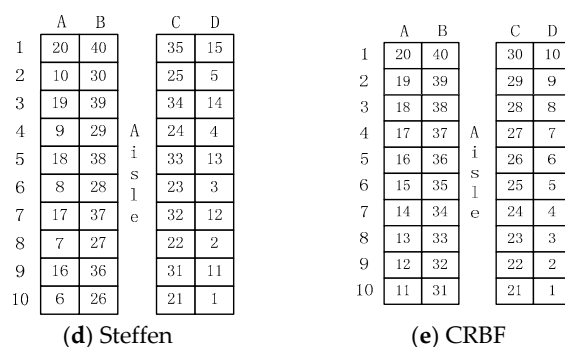 A B C D
1 20 40 35 15
2 10 30 25 5
3 19 39 34 14
4 9 29 24 4
5 18 38 33 13
6 8 28 23 3
7 17 37 32 12
8 7 27 22 2
9 16 36 31 11
10 6 26 21 1
Aisle
(d) Steffen
A B C D
1 20 40 30 10
2 19 39 29 9
3 18 38 28 8
4 17 37 27 7
5 16 36 26 6
6 15 35 25 5
7 14 34 24 4
8 13 33 23 3
9 12 32 22 2
10 11 31 21 1
Aisle
(e) CRBF